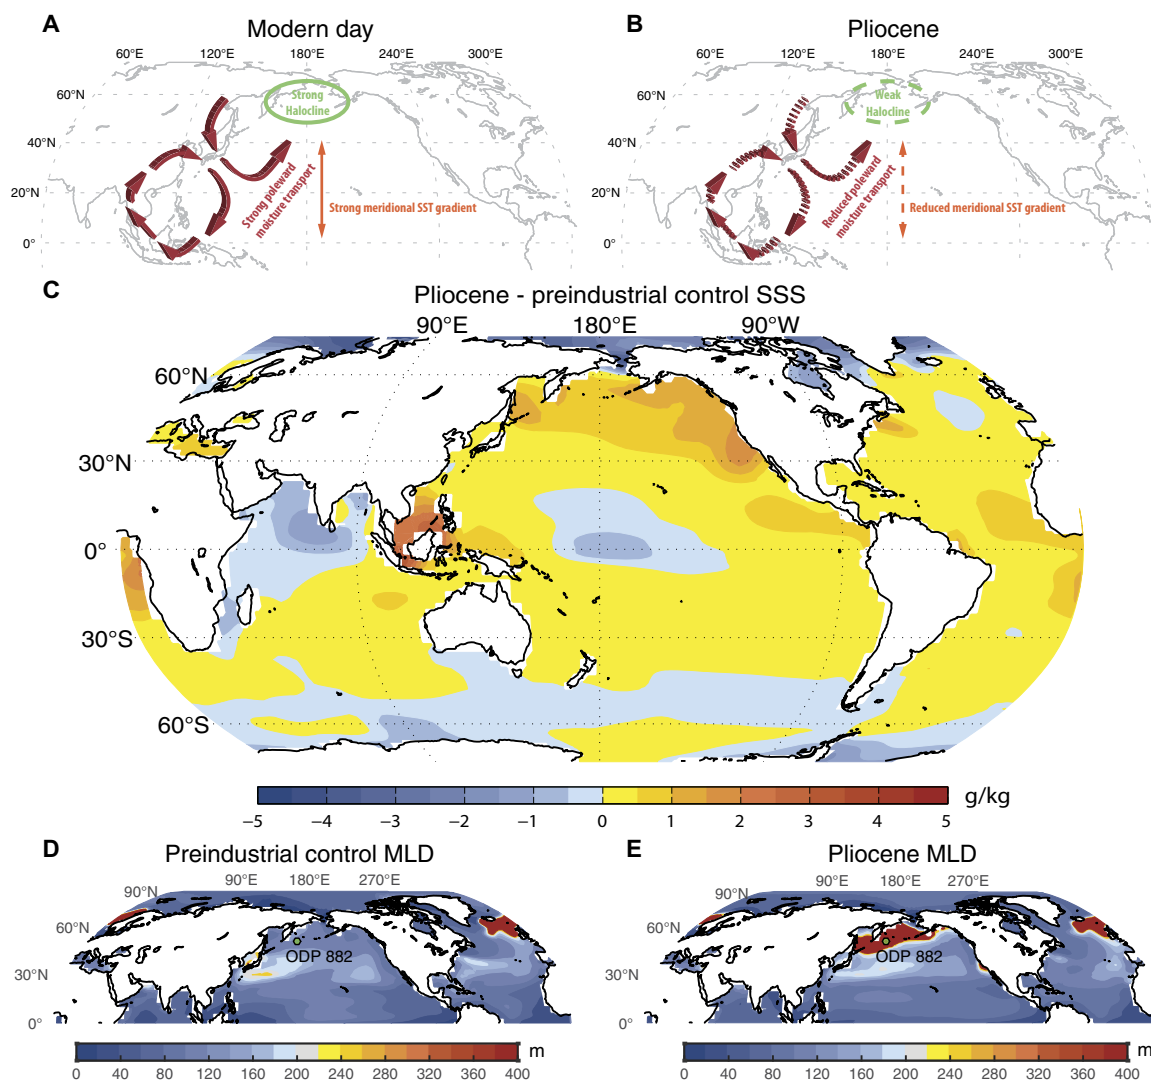 A
Modern day
60°E
120°E
180°E
240°E
300°E
60°N
40°N
20°N
0°
Strong
Halocline
Strong poleward
moisture transport
Strong meridional SST gradient
B
Pliocene
60°E
120°E
180°E
240°E
300°E
60°N
40°N
20°N
0°
Weak
Halocline
Reduced poleward
moisture transport
Reduced meridional SST gradient
C
Pliocene - preindustrial control SSS
90°E
180°E
90°W
60°N
30°N
0°
30°S
60°S
g/kg
−5 −4 −3 −2 −1 0 1 2 3 4 5
D
Preindustrial control MLD
90°E 180°E 270°E
90°N
60°N
30°N
0°
ODP 882
m
0 40 80 120 160 200 240 280 320 360 400
E
Pliocene MLD
90°E 180°E 270°E
90°N
60°N
30°N
0°
ODP 882
m
0 40 80 120 160 200 240 280 320 360 400